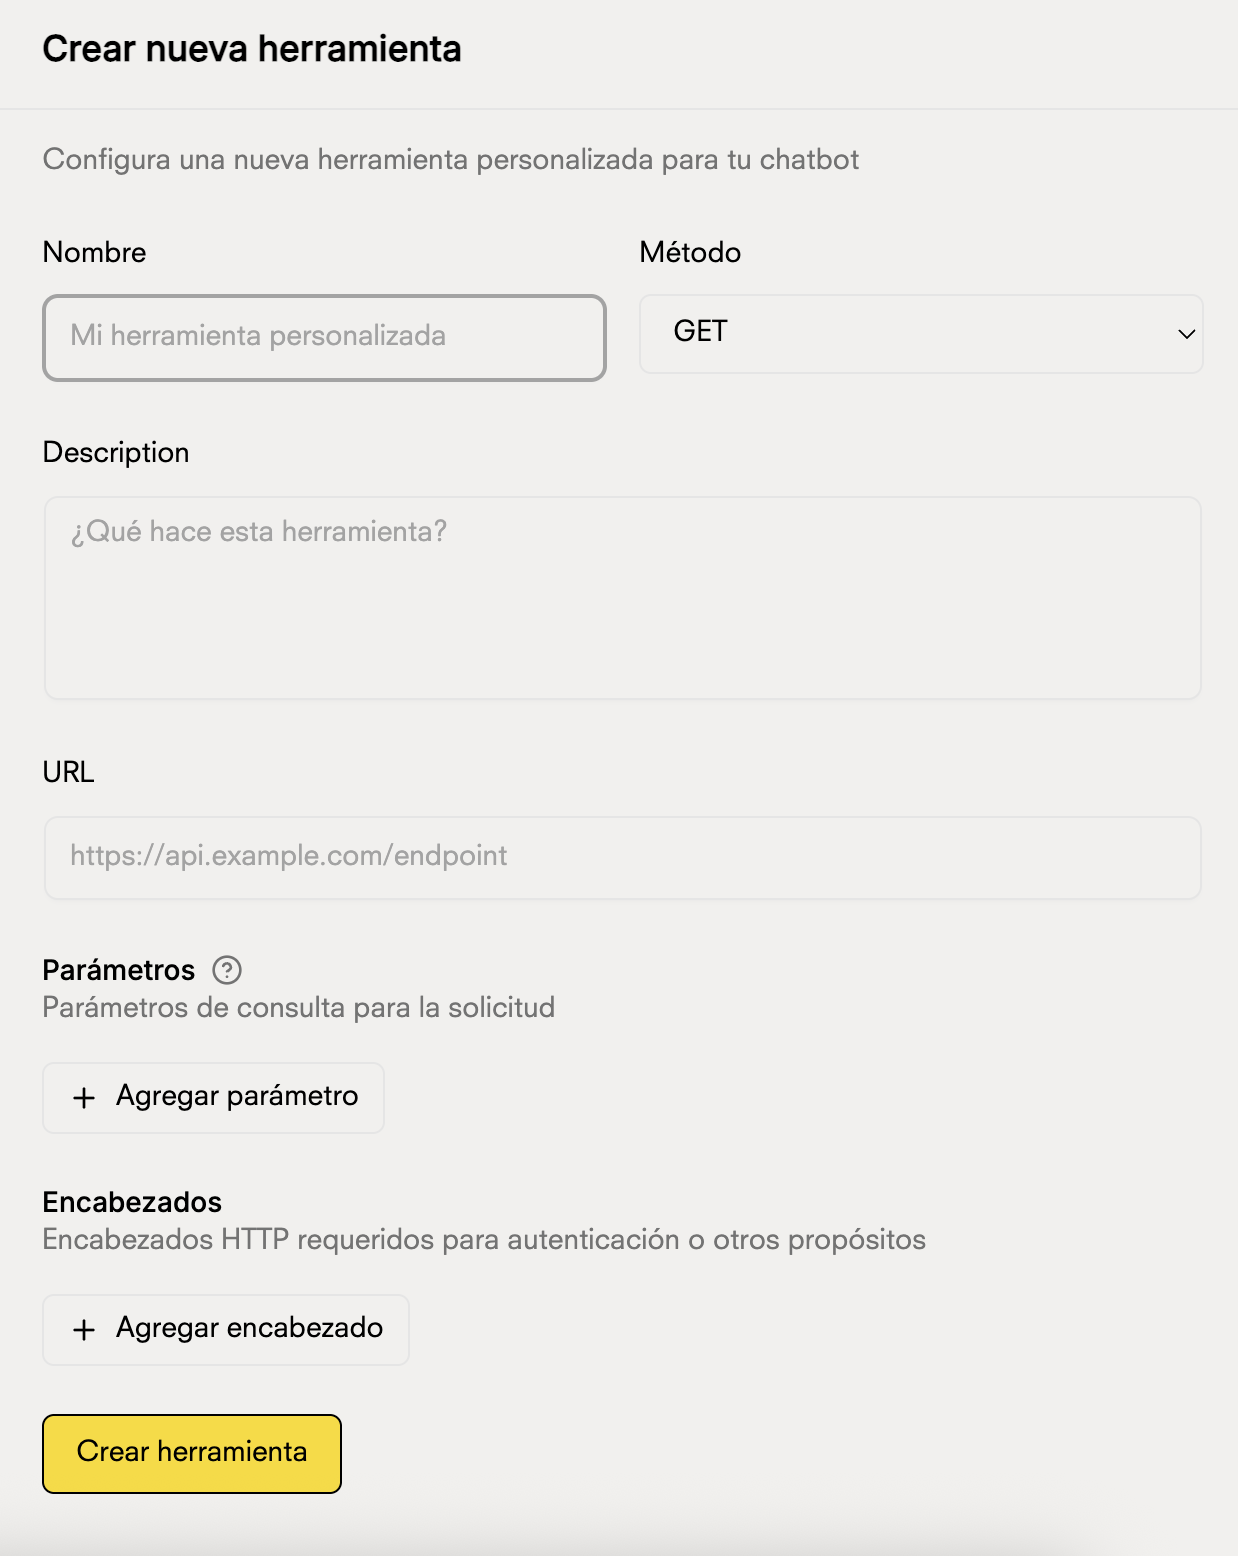 Crear nueva herramienta
Configura una nueva herramienta personalizada para tu chatbot
Nombre
Método
Mi herramienta personalizada
GET
Description
¿Qué hace esta herramienta?
URL
https://api.example.com/endpoint
Parámetros ?
Parámetros de consulta para la solicitud
+ Agregar parámetro
Encabezados
Encabezados HTTP requeridos para autenticación o otros propósitos
+ Agregar encabezado
Crear herramienta